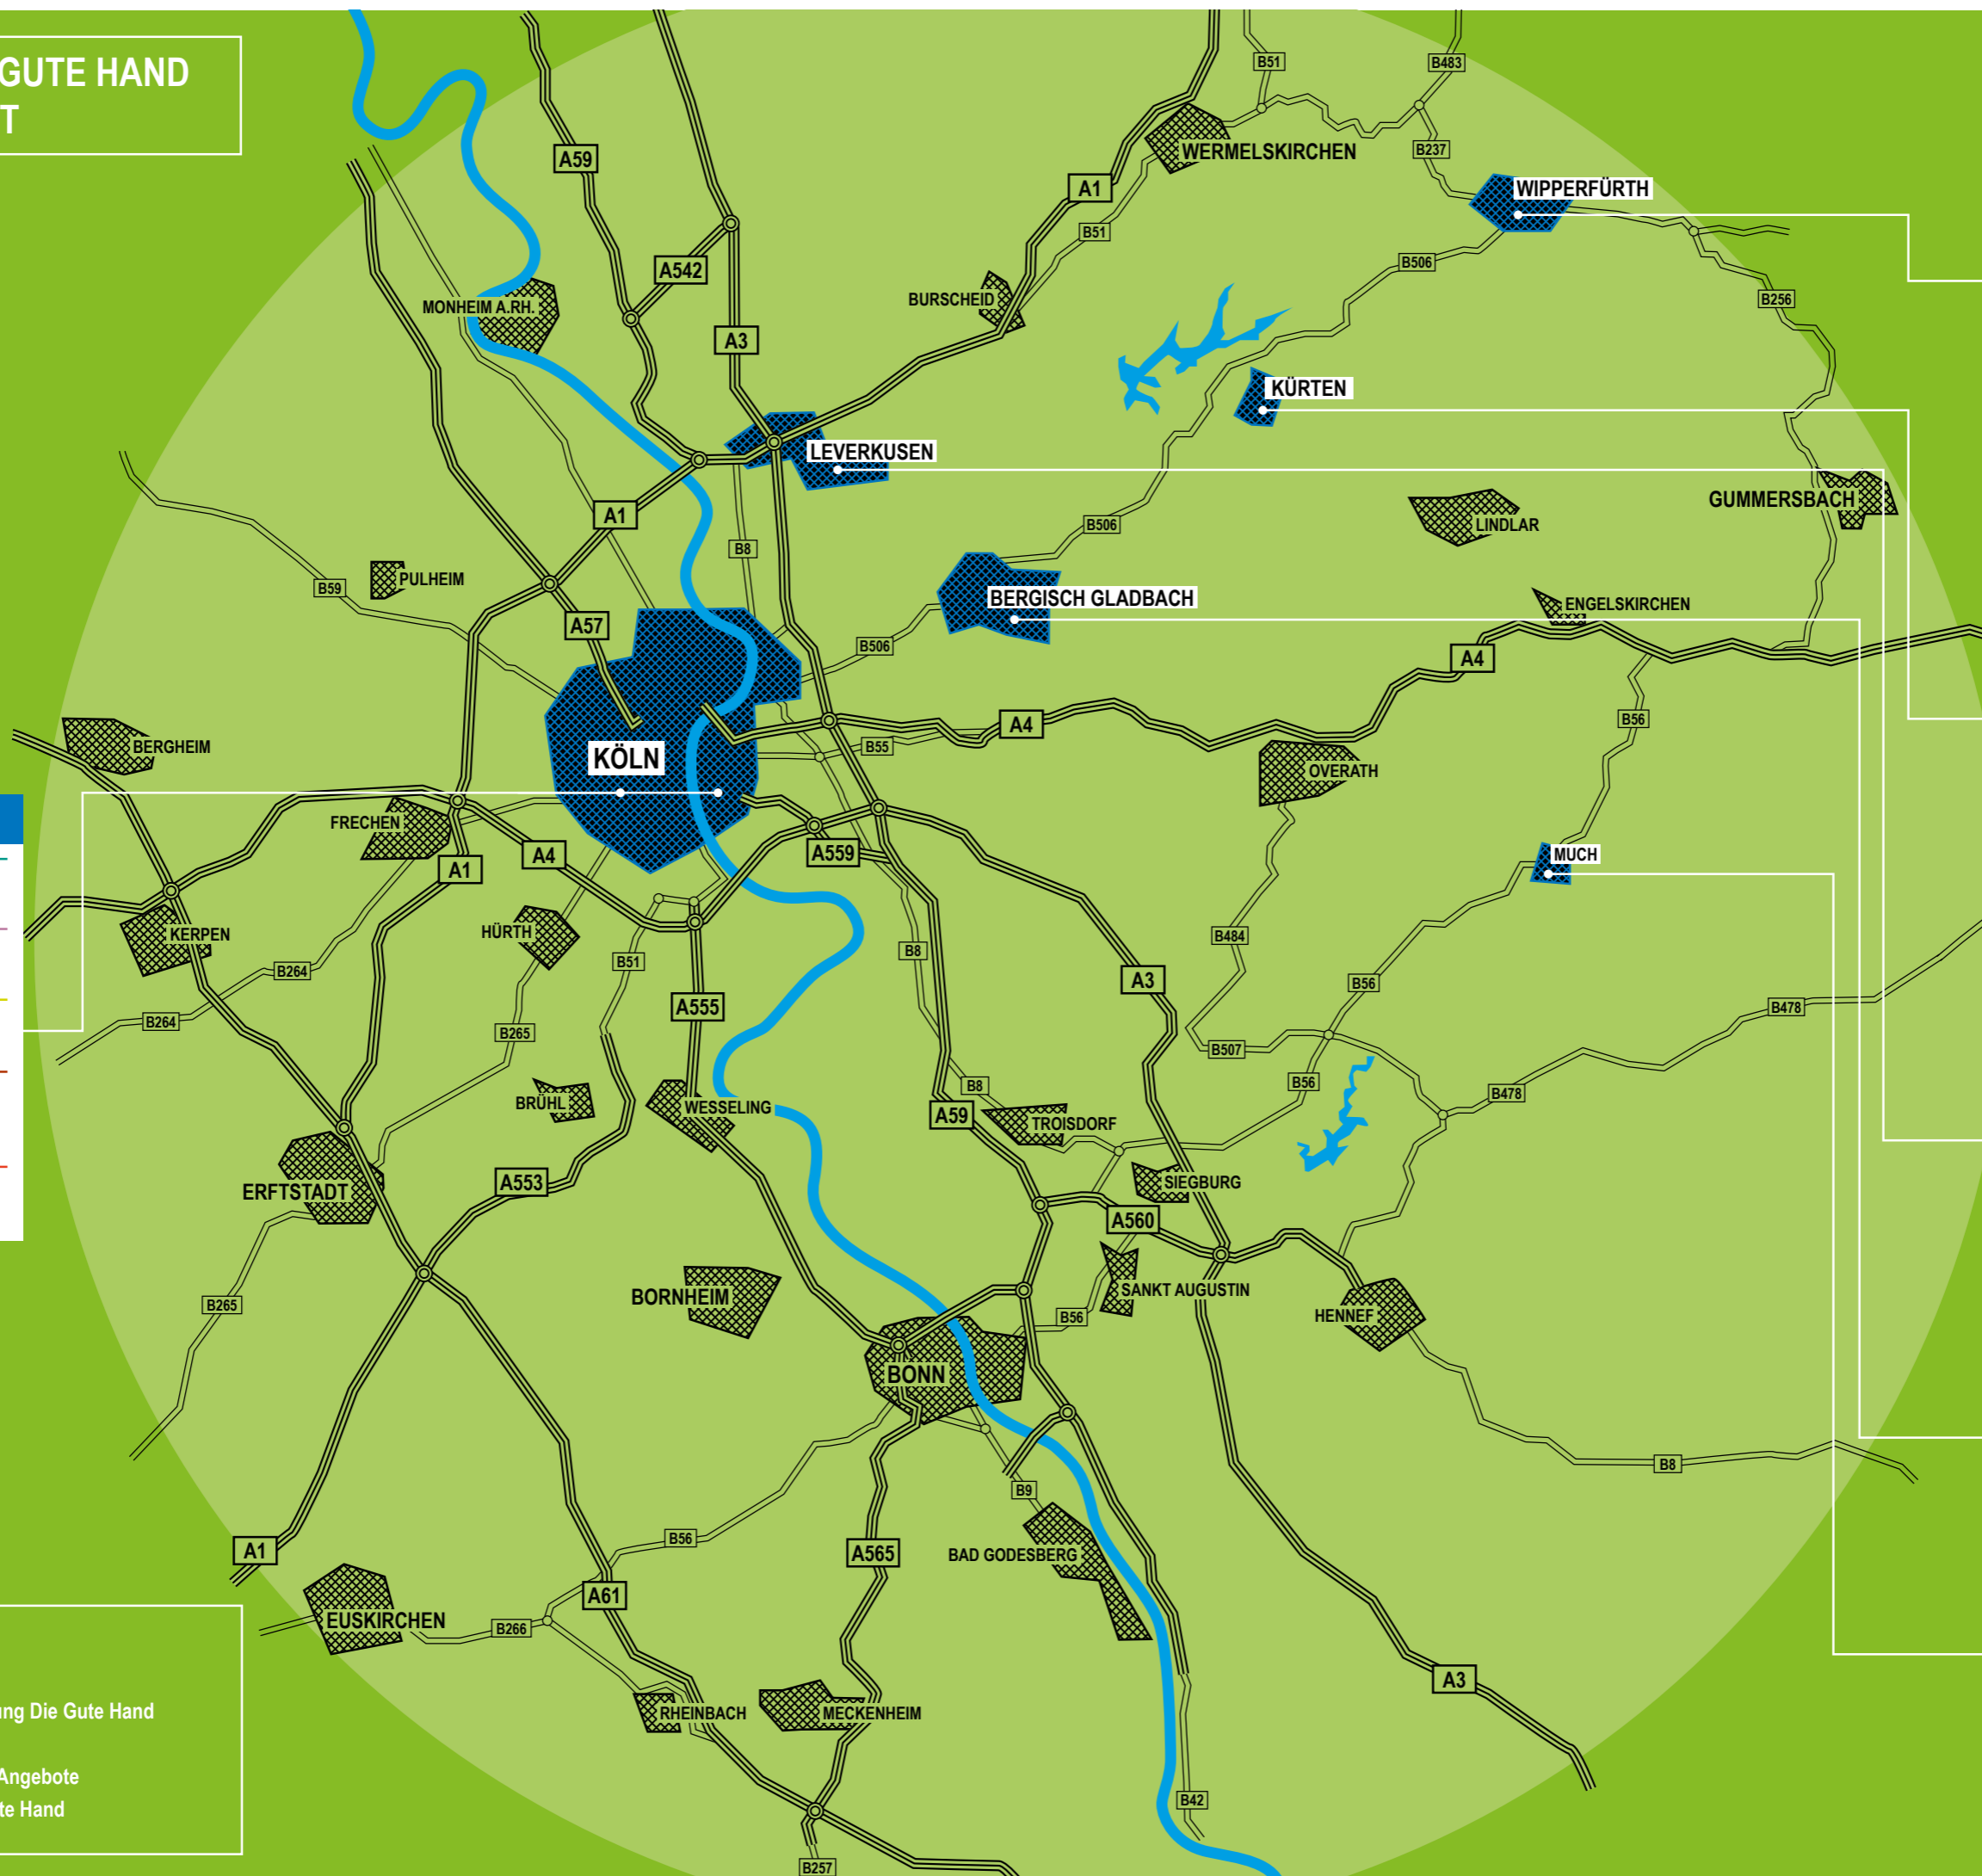 GUTE HAND
T
B51
B483
A59
WERMELSKIRCHEN
B237
A1
WIPPERFÜRTH
B51
A542
B506
MONHEIM A.RH.
BURSCHEID
B256
A3
KÜRTEN
LEVERKUSEN
GUMMERSBACH
A1
B506
LINDLAR
B8
PULHEIM
B59
BERGISCH GLADBACH
ENGELSKIRCHEN
A57
B506
A4
A4
B56
BERGHEIM
B55
KÖLN
OVERATH
FRECHEN
A4
A559
MUCH
A1
KERPEN
HÜRTH
B484
B8
B51
B264
A3
B56
A555
B478
B264
B265
B507
B56
B8
B478
BRÜHL
WESSELING
A59
TROISDORF
A553
SIEGBURG
ERFTSTADT
A560
SANKT AUGUSTIN
BORNHEIM
B265
B56
HENNEF
BONN
B8
B9
B56
A1
A565
BAD GODESBERG
A61
EUSKIRCHEN
B266
A3
ung Die Gute Hand
RHEINBACH
MECKENHEIM
Angebote
B42
te Hand
B257